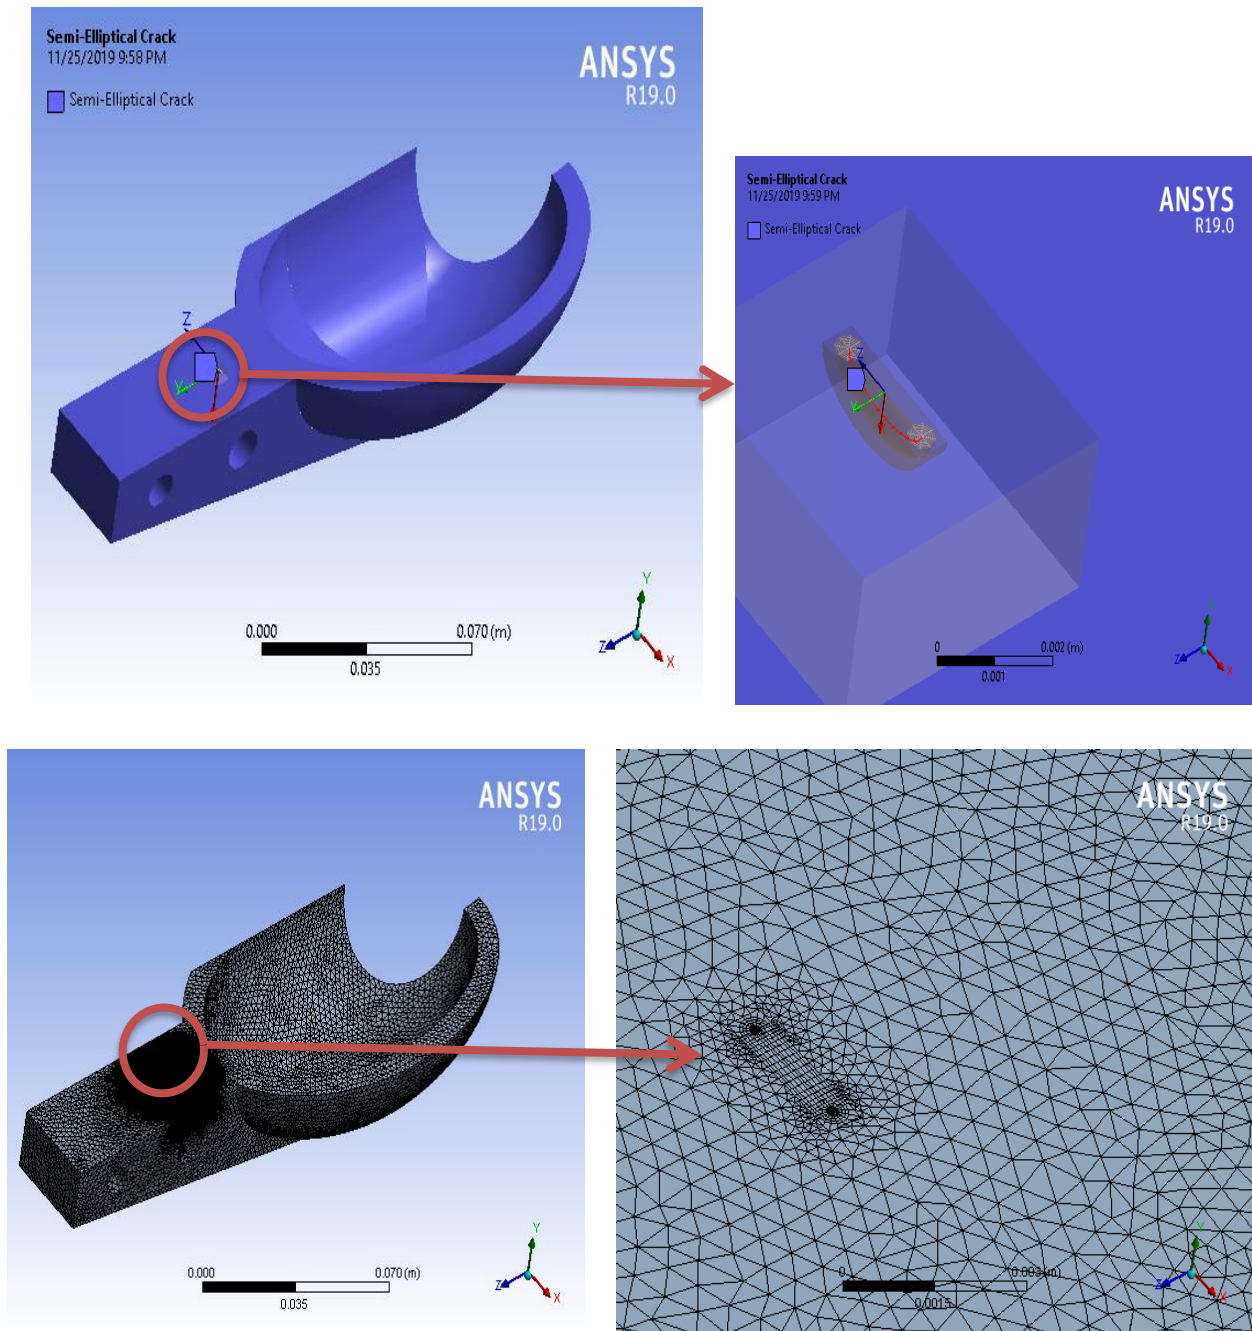 Semi-Elliptical Crack
11/25/2019 9:58 PM
Semi-Elliptical Crack
ANSYS
R19.0
Z
Y
0.000
0.070 (m)
0.035
Y
Z
X
Semi-Elliptical Crack
11/25/2019 9:59 PM
Semi-Elliptical Crack
ANSYS
R19.0
Z
Y
0
0.002 (m)
0.001
Y
Z
X
ANSYS
R19.0
0.000
0.070 (m)
0.035
Y
Z
X
ANSYS
R19.0
0
0.003 (m)
0.0015
Y
Z
X